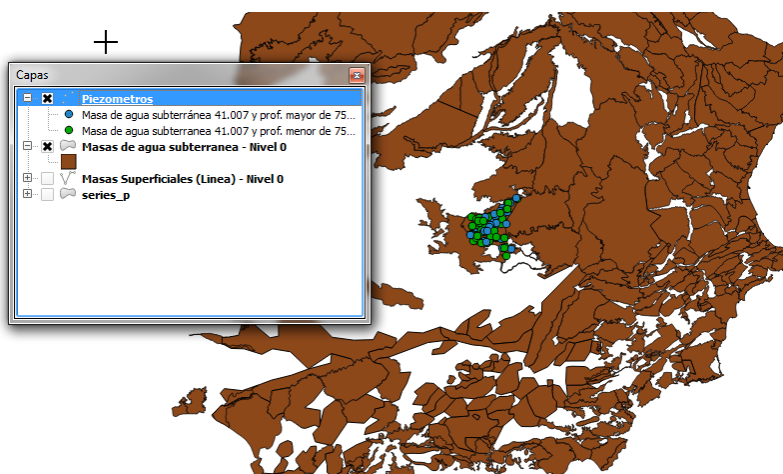 Capas
Piezometros
Masa de agua subterránea 41.007 y prof. mayor de 75...
Masa de agua subterranea 41.007 y prof. menor de 75...
Masas de agua subterranea - Nivel 0
Masas Superficiales (Linea) - Nivel 0
series_p